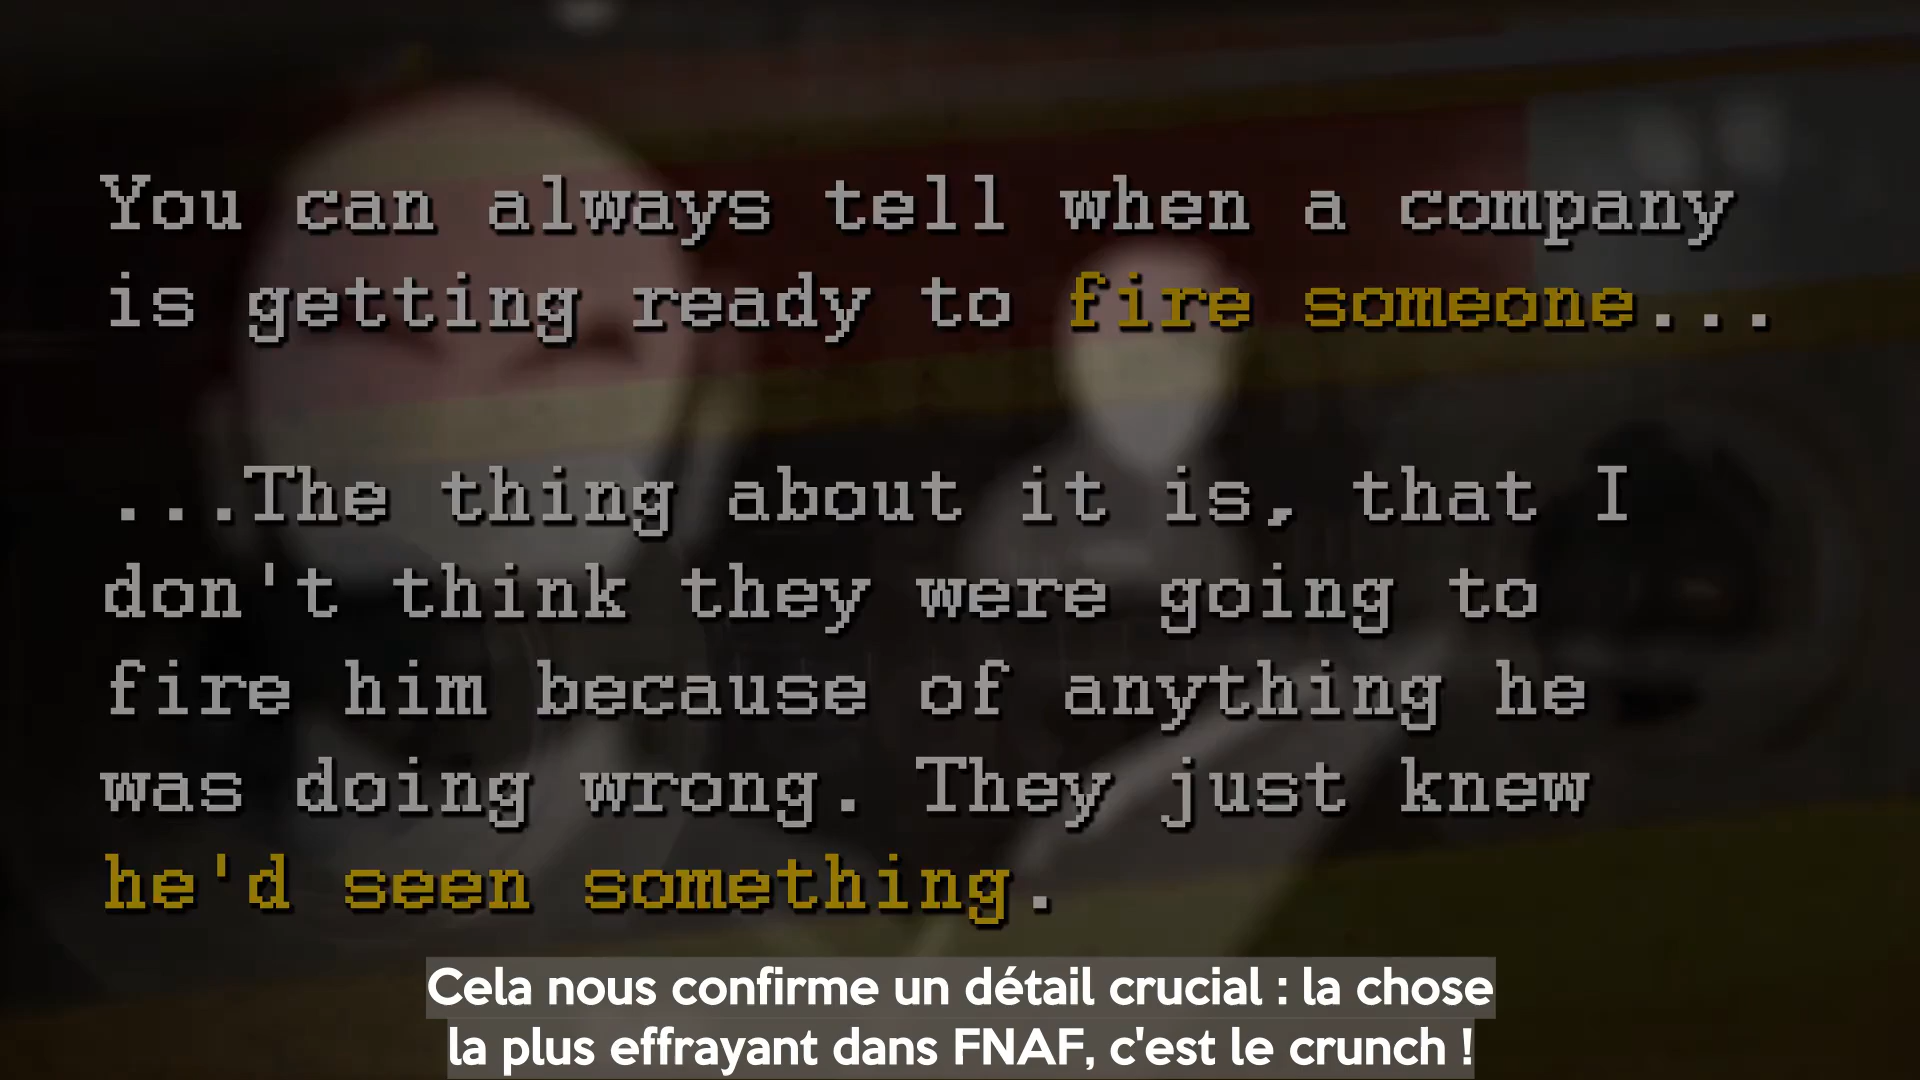 You can always tell when a company
is getting ready to fire someone...
...The thing about it is, that I
don't think they were going to
fire him because of anything he
was doing wrong. They just knew
he'd seen something.
Cela nous confirme un détail crucial : la chose
la plus effrayant dans FNAF, c'est le crunch !